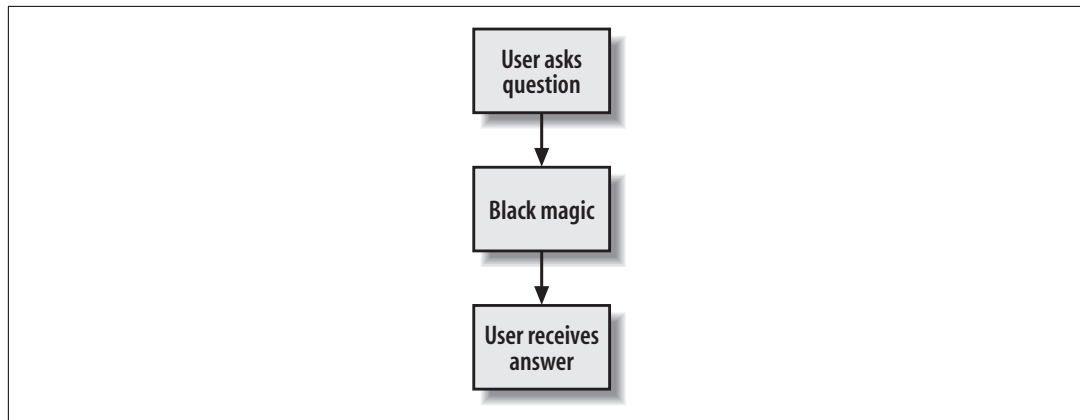 User asks
question
Black magic
User receives
answer